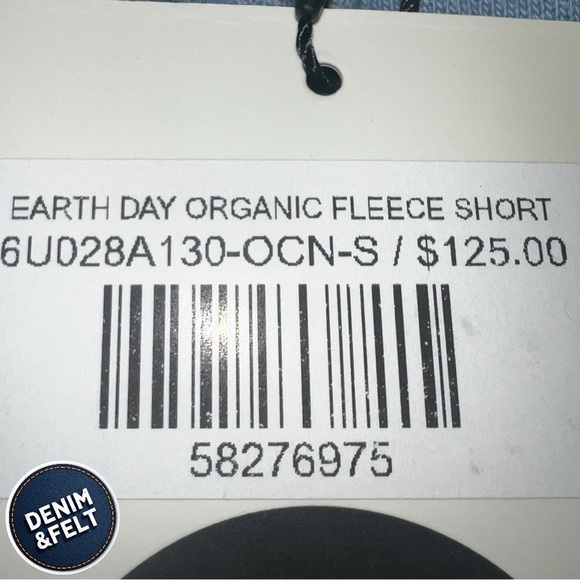 EARTH DAY ORGANIC FLEECE SHORT
6U028A130-OCN-S / $125.00
58276975
DENIM
&FELT